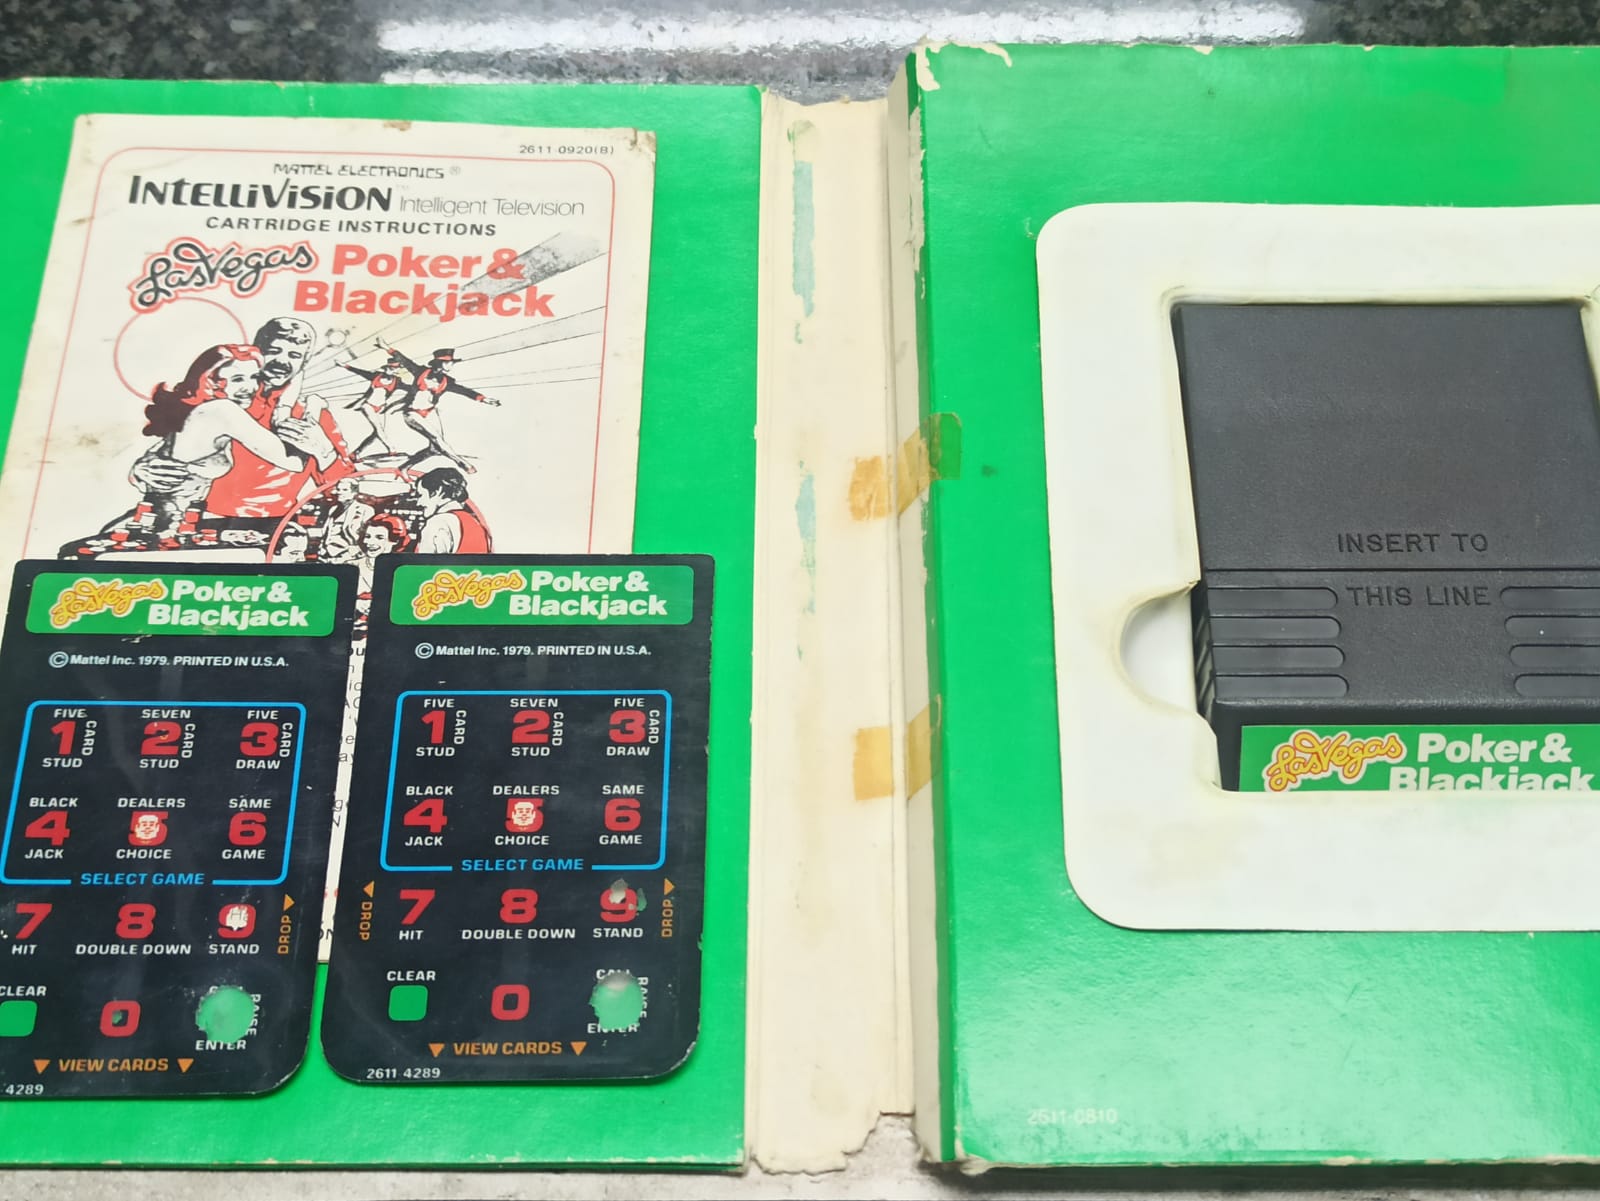 2611-0920(B)
MATTEL ELECTRONICS®
INTELLIVISION™ Intelligent Television
CARTRIDGE INSTRUCTIONS
Las Vegas Poker &
Blackjack
Las Vegas Poker &
Blackjack
© Mattel Inc. 1979. PRINTED IN U.S.A.
FIVE SEVEN FIVE
1 CARD 2 CARD 3 CARD
STUD STUD DRAW
BLACK DEALERS SAME
4 5 6
JACK CHOICE GAME
SELECT GAME
7 8 9 DROP
HIT DOUBLE DOWN STAND
CLEAR
0 RAISE
ENTER
VIEW CARDS
4289
Las Vegas Poker &
Blackjack
© Mattel Inc. 1979. PRINTED IN U.S.A.
FIVE SEVEN FIVE
1 CARD 2 CARD 3 CARD
STUD STUD DRAW
BLACK DEALERS SAME
4 5 6
JACK CHOICE GAME
SELECT GAME
DROP 7 8 9 DROP
HIT DOUBLE DOWN STAND
CLEAR CALL
0 RAISE
ENTER
VIEW CARDS
2611-4289
INSERT TO
THIS LINE
Las Vegas Poker &
Blackjack
2611-0810